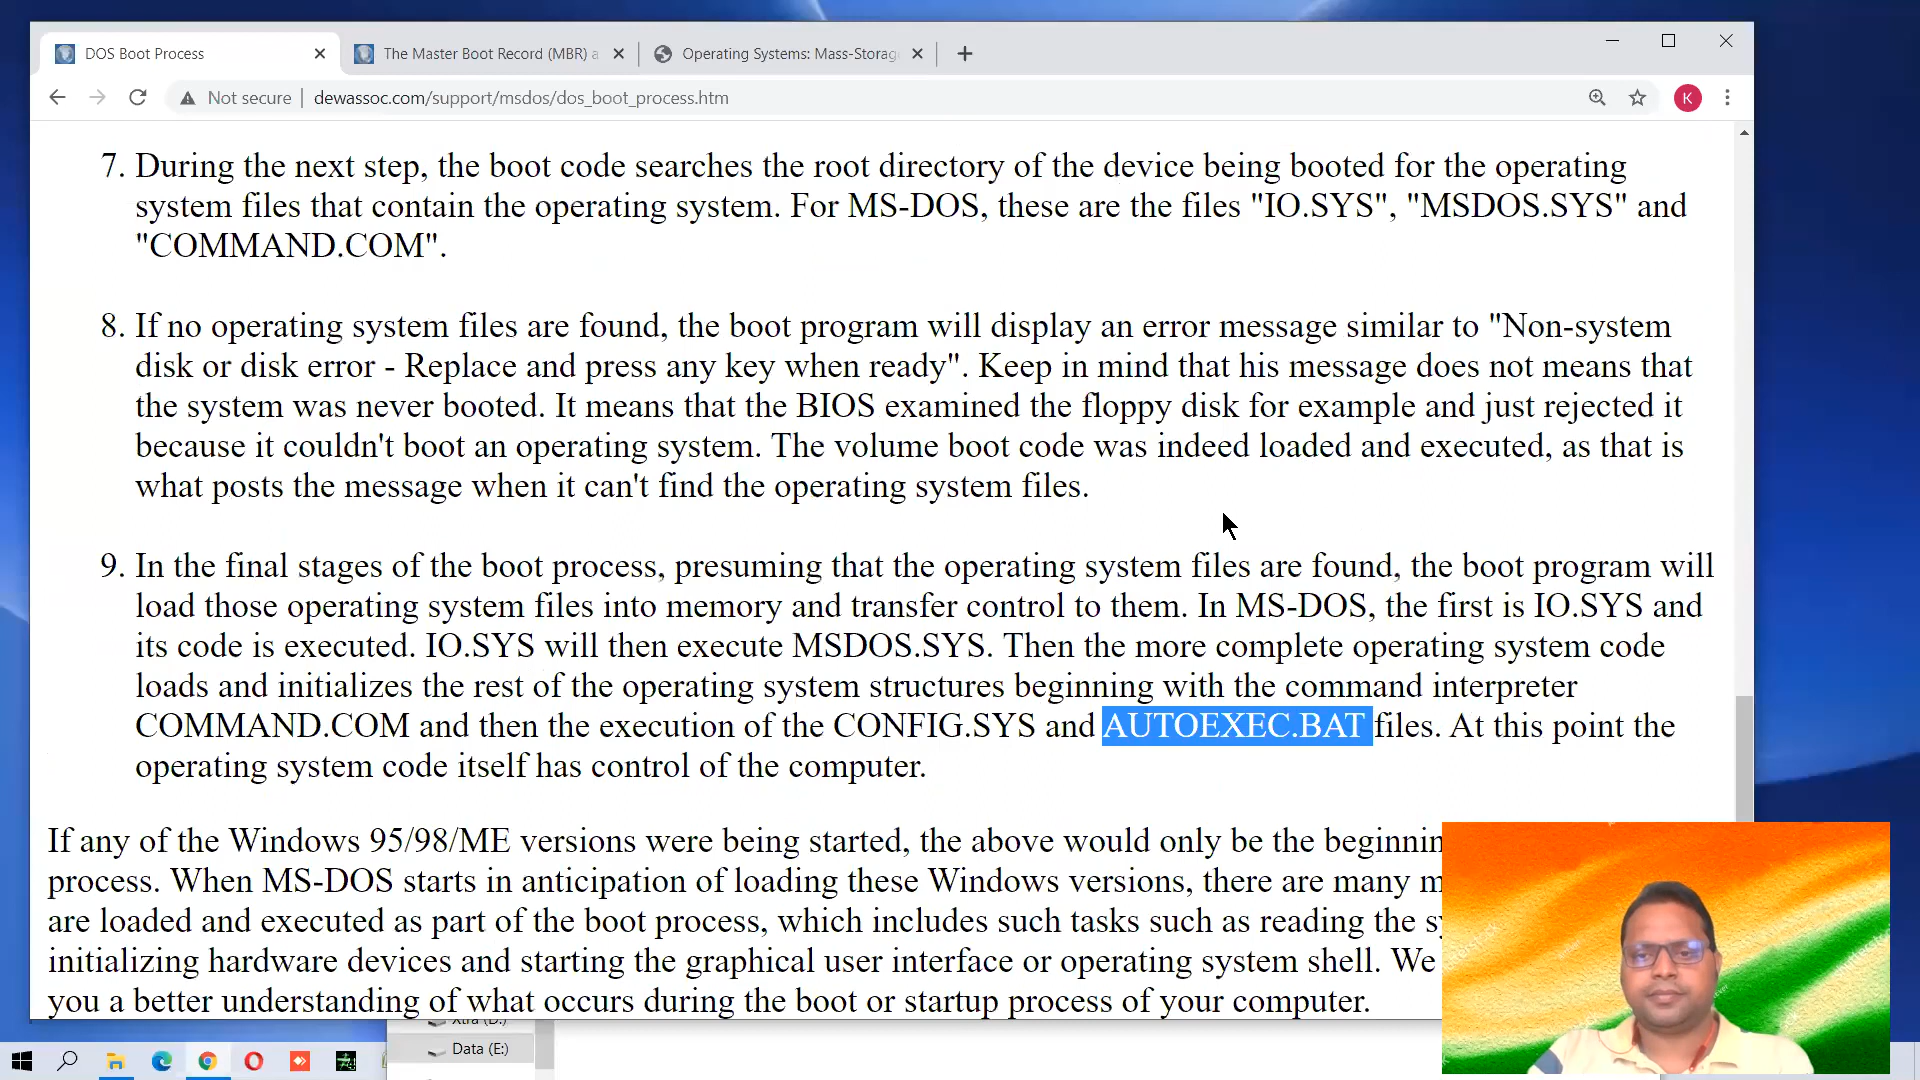 DOS Boot Process
The Master Boot Record (MBR) a
Operating Systems: Mass-Storag
Not secure
dewassoc.com/support/msdos/dos_boot_process.htm
K
7. During the next step, the boot code searches the root directory of the device being booted for the operating
system files that contain the operating system. For MS-DOS, these are the files "IO.SYS", "MSDOS.SYS" and
"COMMAND.COM".
8. If no operating system files are found, the boot program will display an error message similar to "Non-system
disk or disk error - Replace and press any key when ready". Keep in mind that his message does not means that
the system was never booted. It means that the BIOS examined the floppy disk for example and just rejected it
because it couldn't boot an operating system. The volume boot code was indeed loaded and executed, as that is
what posts the message when it can't find the operating system files.
9. In the final stages of the boot process, presuming that the operating system files are found, the boot program will
load those operating system files into memory and transfer control to them. In MS-DOS, the first is IO.SYS and
its code is executed. IO.SYS will then execute MSDOS.SYS. Then the more complete operating system code
loads and initializes the rest of the operating system structures beginning with the command interpreter
COMMAND.COM and then the execution of the CONFIG.SYS and AUTOEXEC.BAT files. At this point the
operating system code itself has control of the computer.
If any of the Windows 95/98/ME versions were being started, the above would only be the beginnin
process. When MS-DOS starts in anticipation of loading these Windows versions, there are many m
are loaded and executed as part of the boot process, which includes such tasks such as reading the sy
initializing hardware devices and starting the graphical user interface or operating system shell. We
you a better understanding of what occurs during the boot or startup process of your computer.
Xtra (D:)
Data (E:)